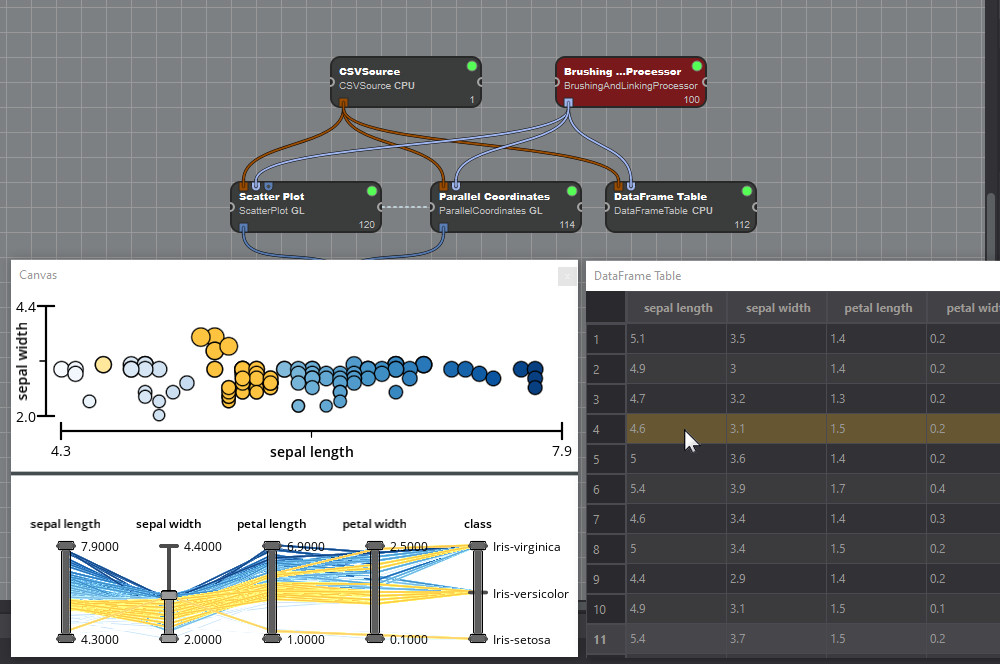 CSVSource
CSVSource CPU
1
Brushing ...Processor
BrushingAndLinkingProcessor
100
Scatter Plot
ScatterPlot GL
120
Parallel Coordinates
ParallelCoordinates GL
114
DataFrame Table
DataFrameTable CPU
112
Canvas
4.4
sepal width
2.0
4.3
sepal length
7.9
sepal length sepal width petal length petal width class
7.9000 4.4000 6.9000 2.5000 Iris-virginica
Iris-versicolor
4.3000 2.0000 1.0000 0.1000 Iris-setosa
DataFrame Table
sepal length sepal width petal length petal widt
1 5.1 3.5 1.4 0.2
2 4.9 3 1.4 0.2
3 4.7 3.2 1.3 0.2
4 4.6 3.1 1.5 0.2
5 5 3.6 1.4 0.2
6 5.4 3.9 1.7 0.4
7 4.6 3.4 1.4 0.3
8 5 3.4 1.5 0.2
9 4.4 2.9 1.4 0.2
10 4.9 3.1 1.5 0.1
11 5.4 3.7 1.5 0.2